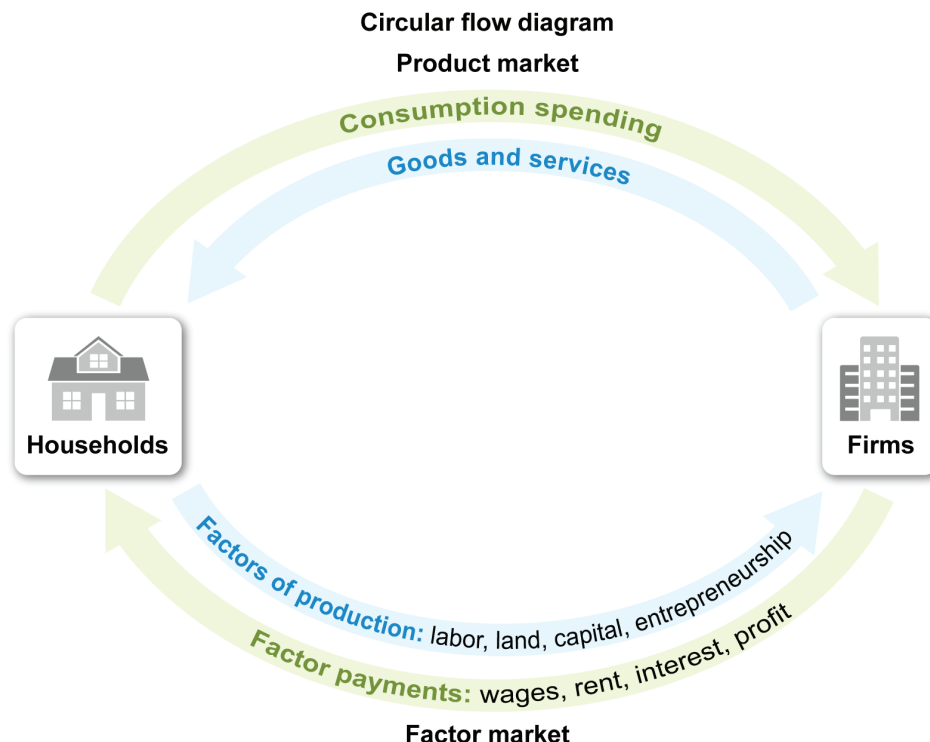 Circular flow diagram
Product market
Consumption spending
Goods and services
Households
Firms
Factors of production: labor, land, capital, entrepreneurship
Factor payments: wages, rent, interest, profit
Factor market